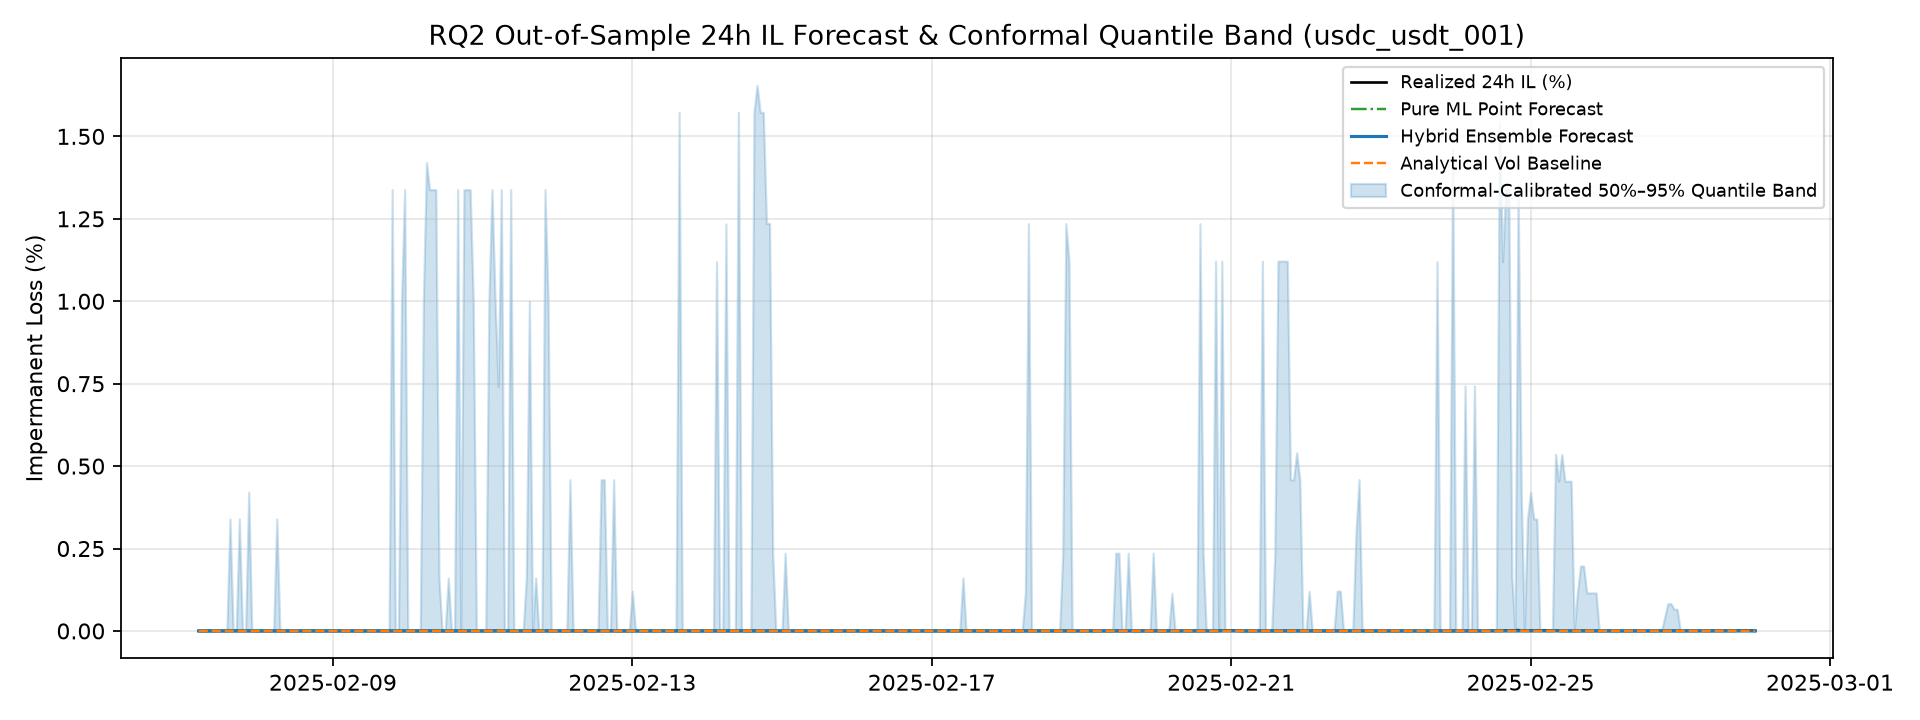 RQ2 Out-of-Sample 24h IL Forecast & Conformal Quantile Band (usdc_usdt_001)
Realized 24h IL (%)
Pure ML Point Forecast
Hybrid Ensemble Forecast
Analytical Vol Baseline
Conformal-Calibrated 50%–95% Quantile Band
Impermanent Loss (%)
1.50
1.25
1.00
0.75
0.50
0.25
0.00
2025-02-09
2025-02-13
2025-02-17
2025-02-21
2025-02-25
2025-03-01